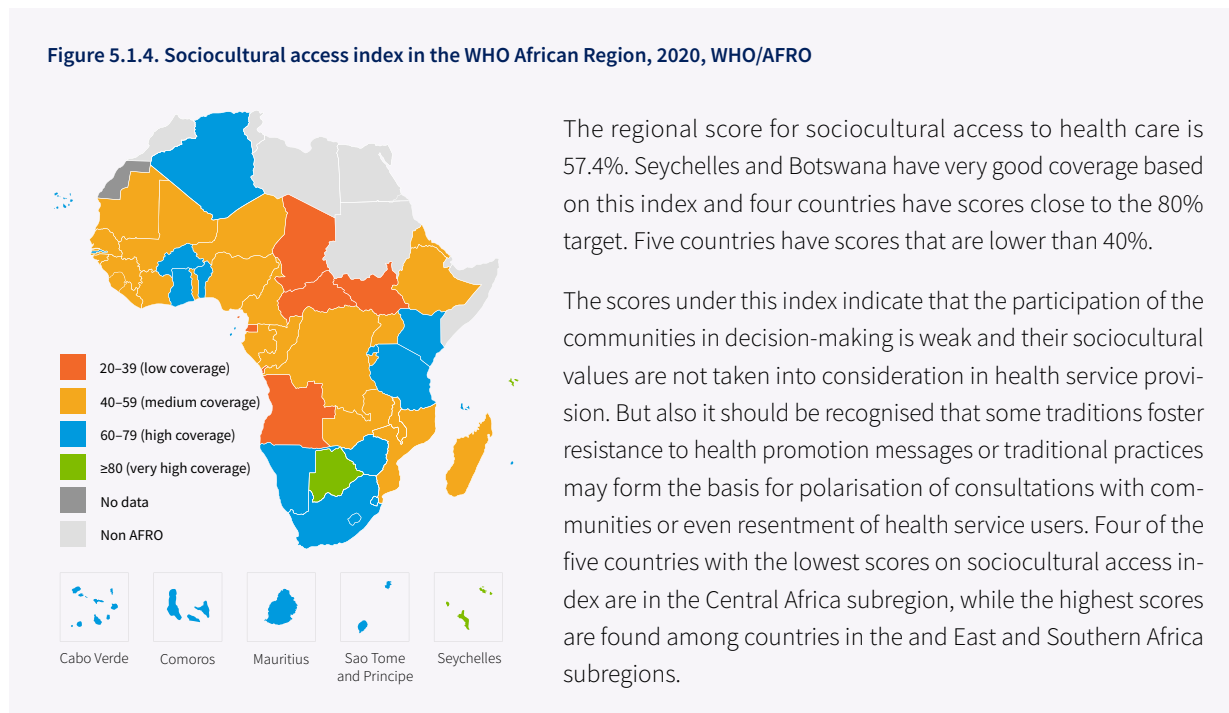 Figure 5.1.4. Sociocultural access index in the WHO African Region, 2020, WHO/AFRO
20–39 (low coverage)
40–59 (medium coverage)
60–79 (high coverage)
≥80 (very high coverage)
No data
Non AFRO
Cabo Verde
Comoros
Mauritius
Sao Tome
and Principe
Seychelles
The regional score for sociocultural access to health care is
57.4%. Seychelles and Botswana have very good coverage based
on this index and four countries have scores close to the 80%
target. Five countries have scores that are lower than 40%.
The scores under this index indicate that the participation of the
communities in decision-making is weak and their sociocultural
values are not taken into consideration in health service provi-
sion. But also it should be recognised that some traditions foster
resistance to health promotion messages or traditional practices
may form the basis for polarisation of consultations with com-
munities or even resentment of health service users. Four of the
five countries with the lowest scores on sociocultural access in-
dex are in the Central Africa subregion, while the highest scores
are found among countries in the and East and Southern Africa
subregions.